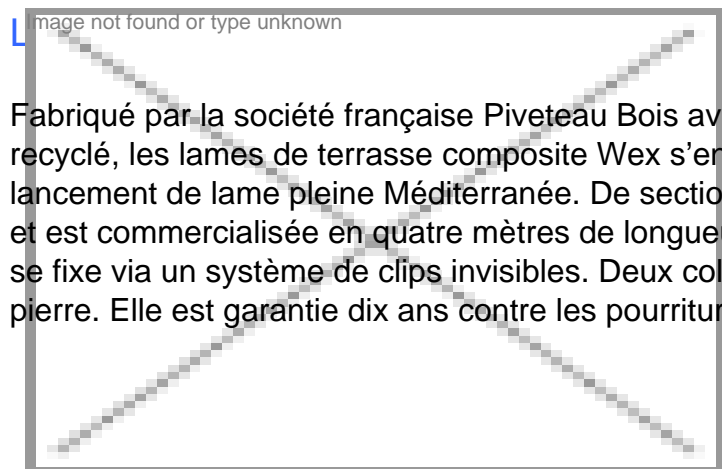 Image not found or type unknown
L
Fabriqué par la société française Piveteau Bois av
recyclé, les lames de terrasse composite Wex s'en
lancement de lame pleine Méditerranée. De sectio
et est commercialisée en quatre mètres de longueu
se fixe via un système de clips invisibles. Deux col
pierre. Elle est garantie dix ans contre les pourritur